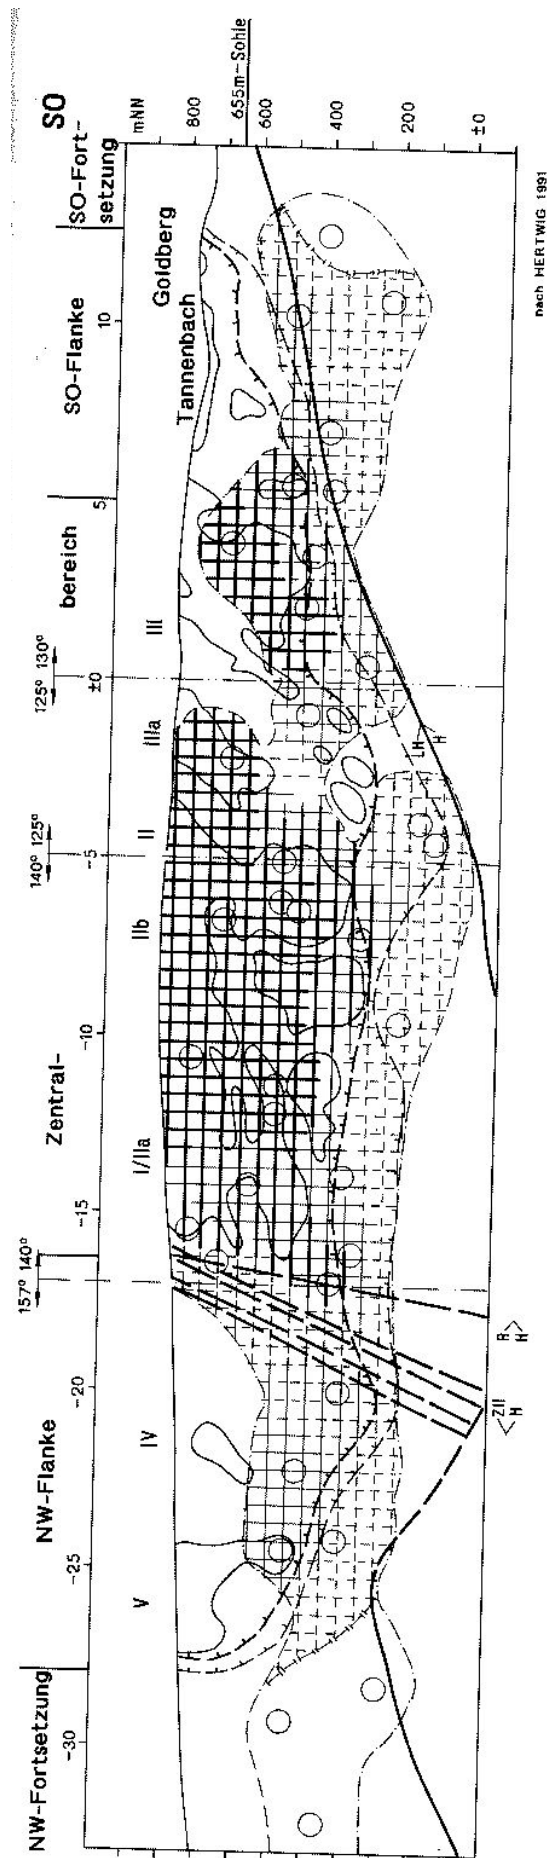 SO
SO-Fort-
setzung
SO-Flanke
bereich
Zentral-
NW-Flanke
NW-Fortsetzung
mNN
800
655m-Sohle
600
400
200
±0
10
5
±0
-5
-10
-15
-20
-25
-30
125° 130°
140° 125°
157° 140°
Goldberg
Tannenbach
III
IIIa
II
IIb
I/IIa
IV
V
LH
H
R
H
ZII
H
nach HERTWIG 1991